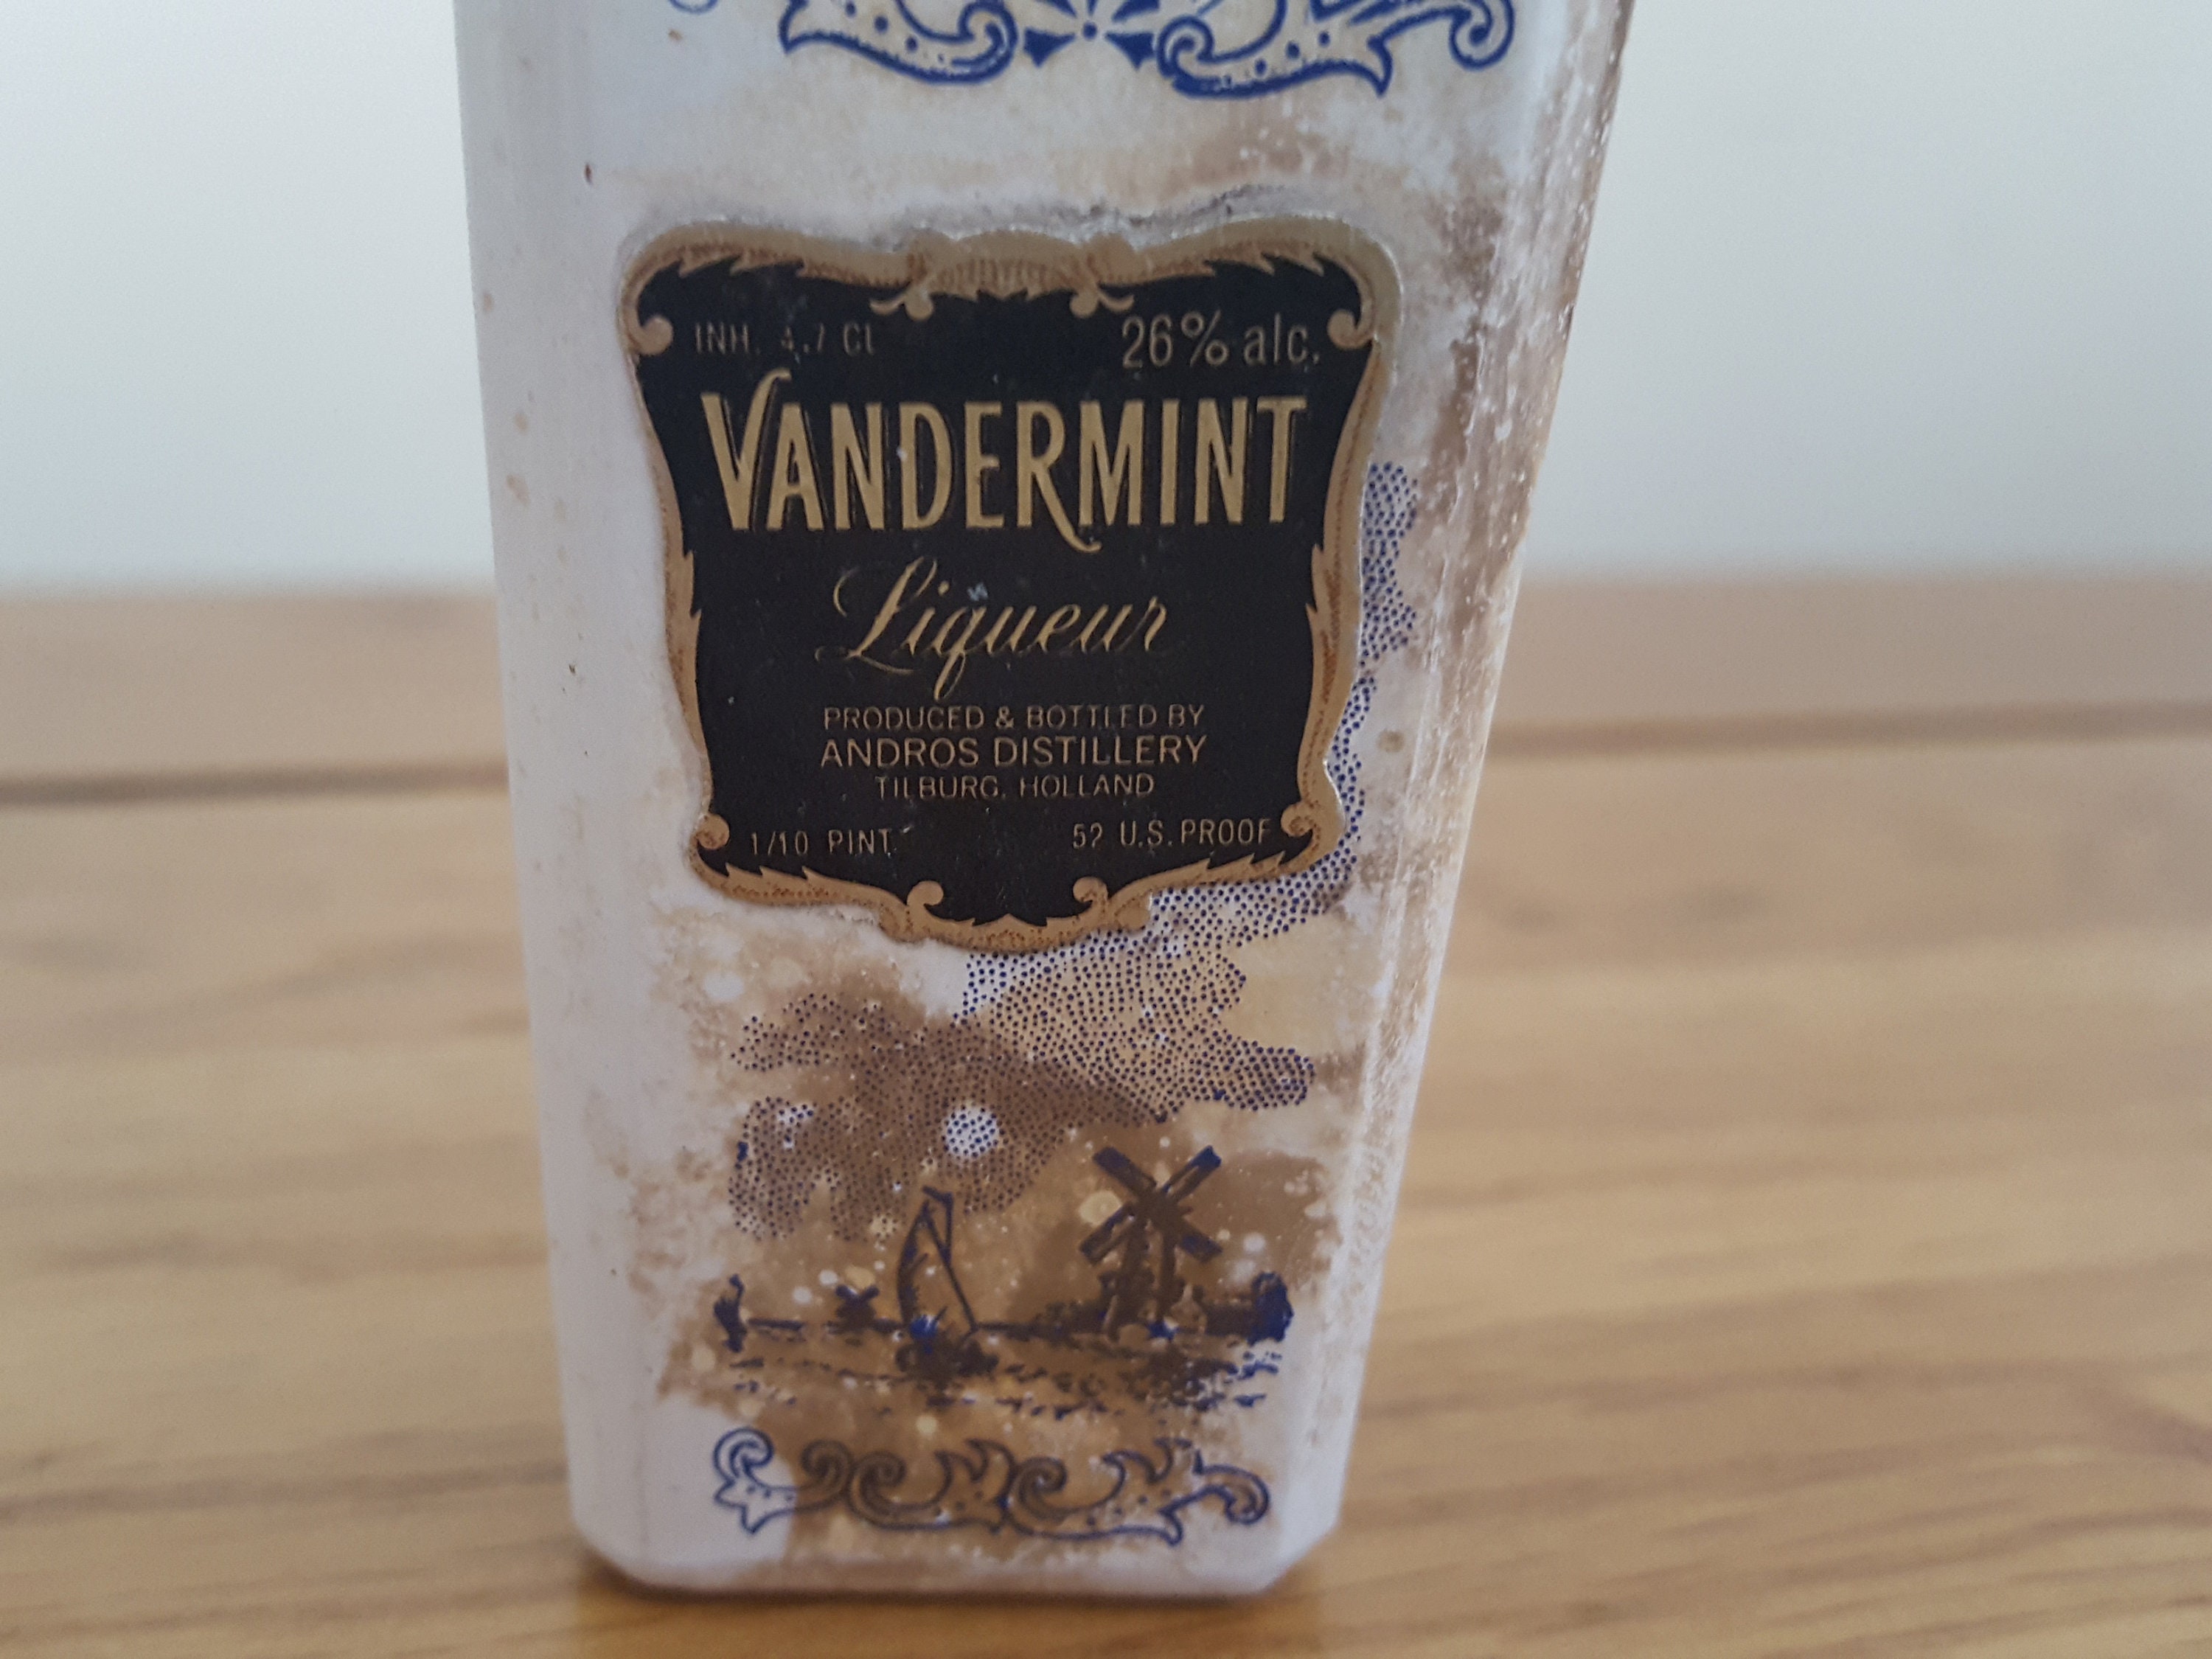 INH. 4.7 CL 26% alc.
VANDERMINT
Liqueur
PRODUCED & BOTTLED BY
ANDROS DISTILLERY
TILBURG, HOLLAND
1/10 PINT. 52 U.S. PROOF